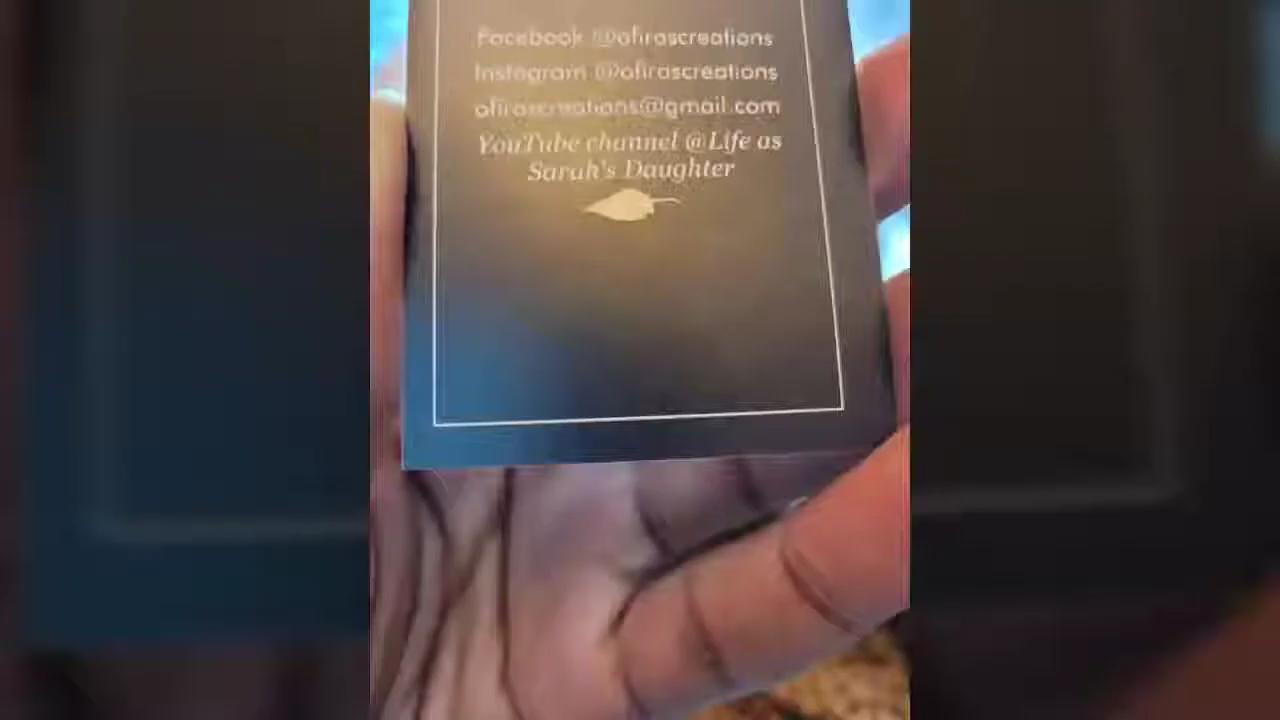 Facebook @ofirascreations
Instagram @ofirascreations
ofirascreations@gmail.com
YouTube channel @Life as
Sarah's Daughter